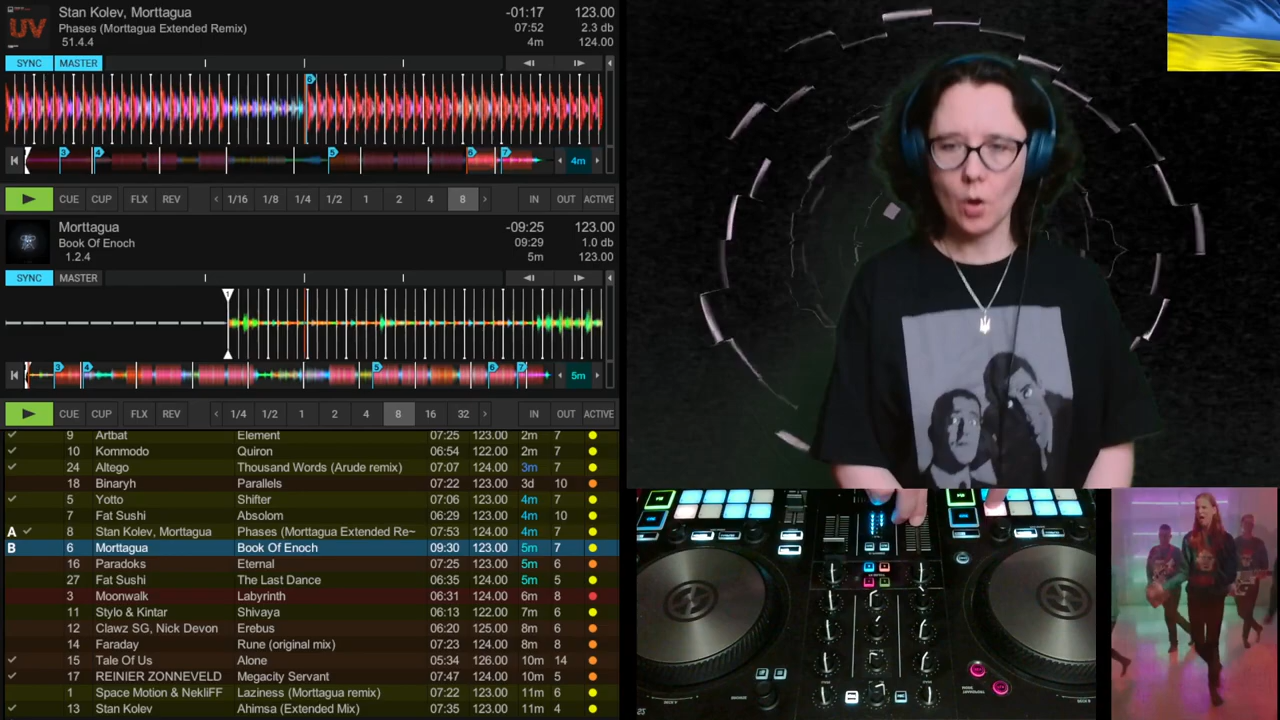 UV
Stan Kolev, Morttagua -01:17 123.00
Phases (Morttagua Extended Remix) 07:52 2.3 db
51.4.4 4m 124.00
SYNC MASTER
6
3 4 5 6 7 4m
CUE CUP FLX REV 1/16 1/8 1/4 1/2 1 2 4 8 IN OUT ACTIVE
Morttagua -09:25 123.00
Book Of Enoch 09:29 1.0 db
1.2.4 5m 123.00
SYNC MASTER
1
3 4 5 6 7 5m
CUE CUP FLX REV 1/4 1/2 1 2 4 8 16 32 IN OUT ACTIVE
9 Artbat Element 07:25 123.00 2m 7
10 Kommodo Quiron 06:54 122.00 2m 7
24 Altego Thousand Words (Arude remix) 07:07 124.00 3m 7
18 Binaryh Parallels 07:22 123.00 3d 10
5 Yotto Shifter 07:06 123.00 4m 7
7 Fat Sushi Absolom 06:29 123.00 4m 10
A 8 Stan Kolev, Morttagua Phases (Morttagua Extended Re~ 07:53 124.00 4m 7
B 6 Morttagua Book Of Enoch 09:30 123.00 5m 7
16 Paradoks Eternal 07:25 123.00 5m 6
27 Fat Sushi The Last Dance 06:35 124.00 5m 5
3 Moonwalk Labyrinth 06:31 124.00 6m 8
11 Stylo & Kintar Shivaya 06:13 122.00 7m 6
12 Clawz SG, Nick Devon Erebus 06:20 125.00 8m 6
14 Faraday Rune (original mix) 07:23 124.00 8m 8
15 Tale Of Us Alone 05:34 126.00 10m 14
17 REINIER ZONNEVELD Megacity Servant 07:47 124.00 10m 5
1 Space Motion & NekliFF Laziness (Morttagua remix) 07:22 123.00 11m 6
13 Stan Kolev Ahimsa (Extended Mix) 07:35 123.00 11m 4